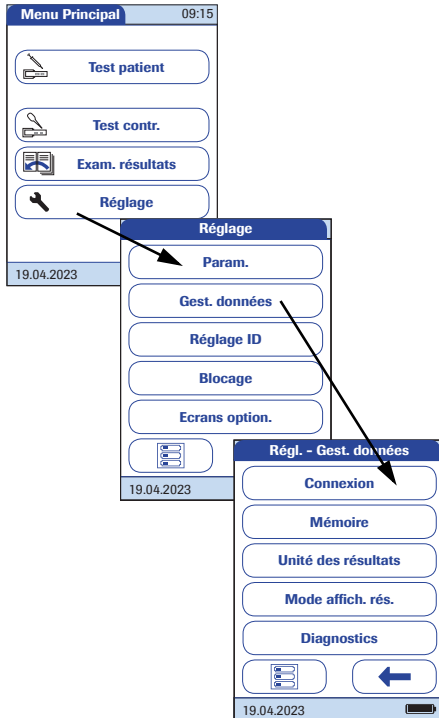 Menu Principal 09:15
Test patient
Test contr.
Exam. résultats
Réglage
19.04.2023
Réglage
Param.
Gest. données
Réglage ID
Blocage
Ecrans option.
19.04.2023
Régl. - Gest. données
Connexion
Mémoire
Unité des résultats
Mode affich. rés.
Diagnostics
19.04.2023